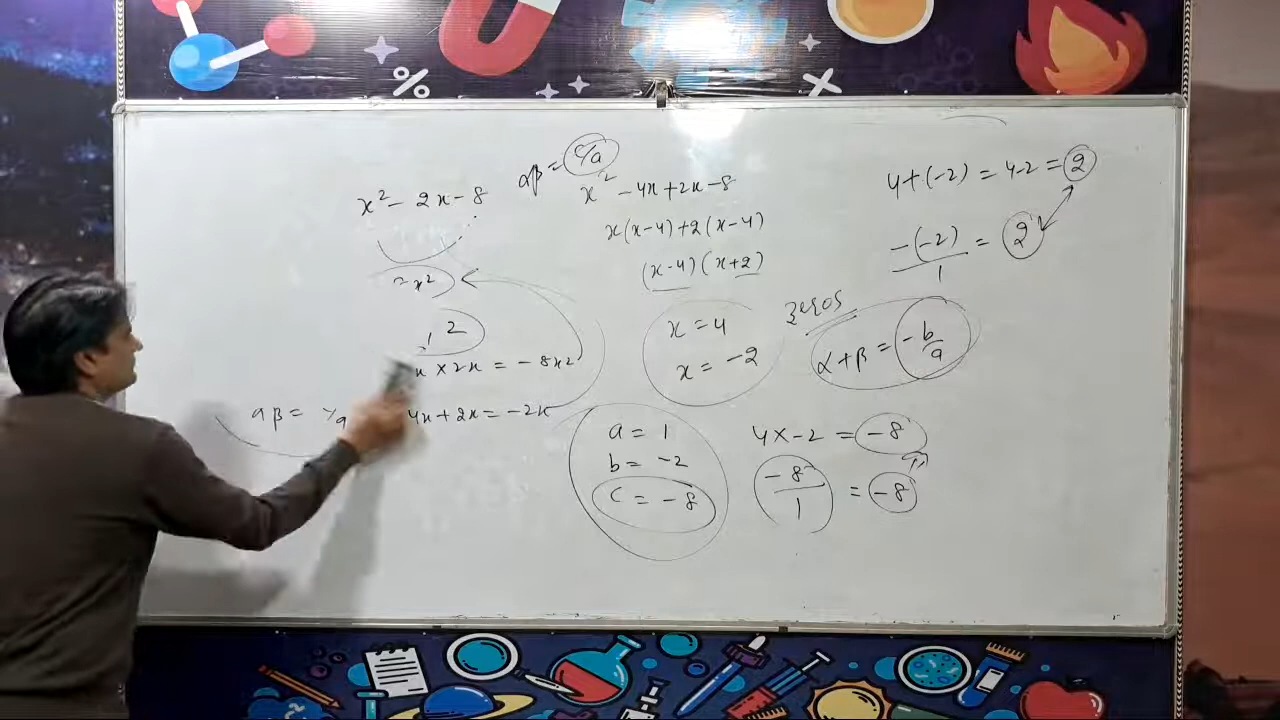 x² - 2x - 8
= x²
2
x × 2x = - 8x²
4x + 2x = - 2x
αβ =
αβ = c/a
x² - 4x + 2x - 8
x(x-4) + 2(x-4)
(x-4)(x+2)
x = 4
x = -2
zeros
α+β = -b/a
a = 1
b = -2
c = -8
4 + (-2) = 4-2 = 2
-(-2)/1 = 2
4 × -2 = -8
-8/1 = -8
%